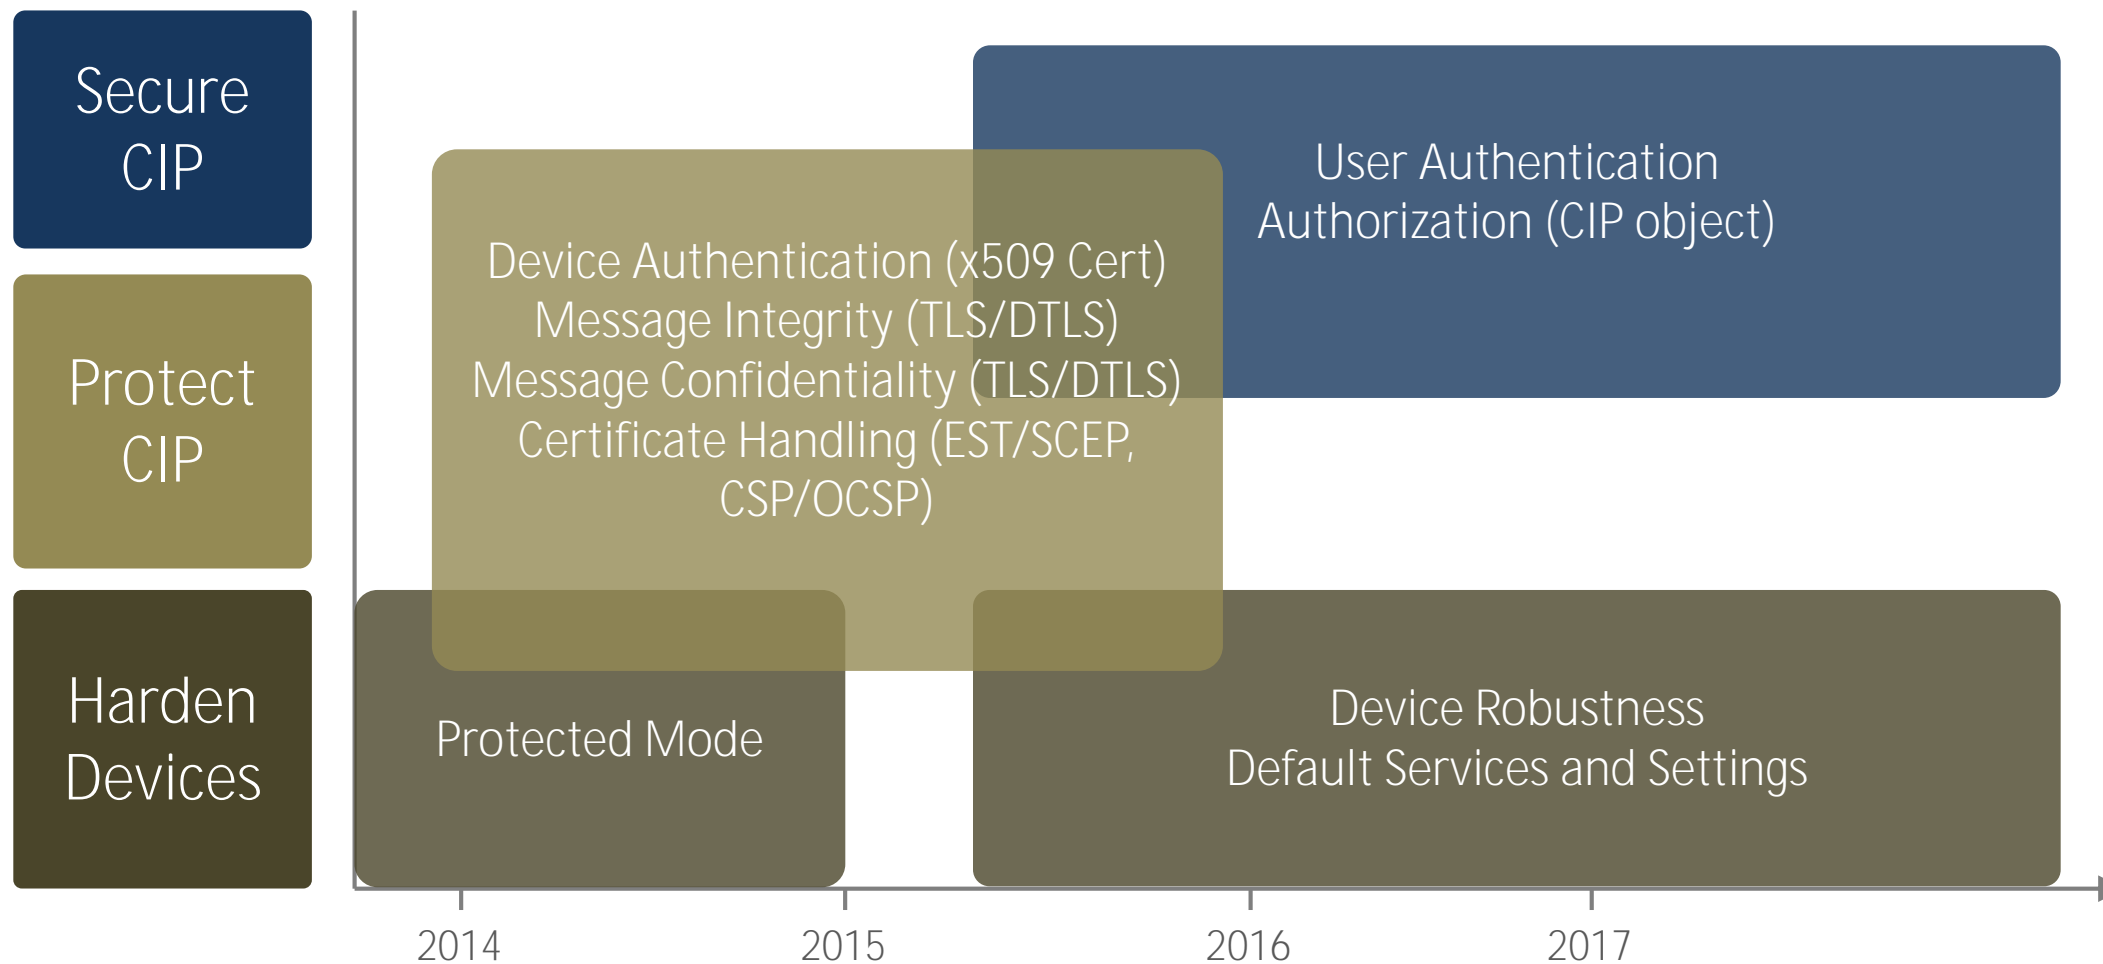 Secure
CIP
Protect
CIP
Harden
Devices
User Authentication
Authorization (CIP object)
Device Authentication (x509 Cert)
Message Integrity (TLS/DTLS)
Message Confidentiality (TLS/DTLS)
Certificate Handling (EST/SCEP,
CSP/OCSP)
Protected Mode
Device Robustness
Default Services and Settings
2014
2015
2016
2017